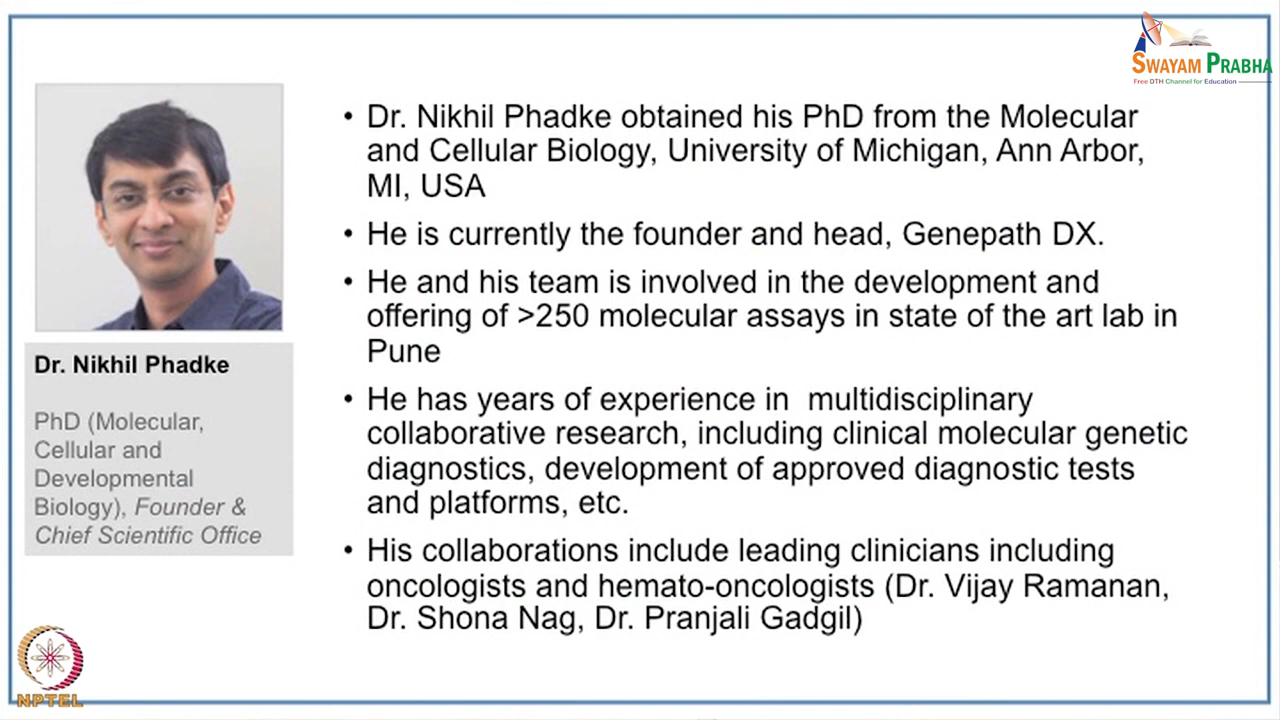 SWAYAM PRABHA
Free DTH Channel for Education
• Dr. Nikhil Phadke obtained his PhD from the Molecular
and Cellular Biology, University of Michigan, Ann Arbor,
MI, USA
• He is currently the founder and head, Genepath DX.
• He and his team is involved in the development and
offering of >250 molecular assays in state of the art lab in
Pune
• He has years of experience in multidisciplinary
collaborative research, including clinical molecular genetic
diagnostics, development of approved diagnostic tests
and platforms, etc.
• His collaborations include leading clinicians including
oncologists and hemato-oncologists (Dr. Vijay Ramanan,
Dr. Shona Nag, Dr. Pranjali Gadgil)
Dr. Nikhil Phadke
PhD (Molecular,
Cellular and
Developmental
Biology), Founder &
Chief Scientific Office
NPTEL